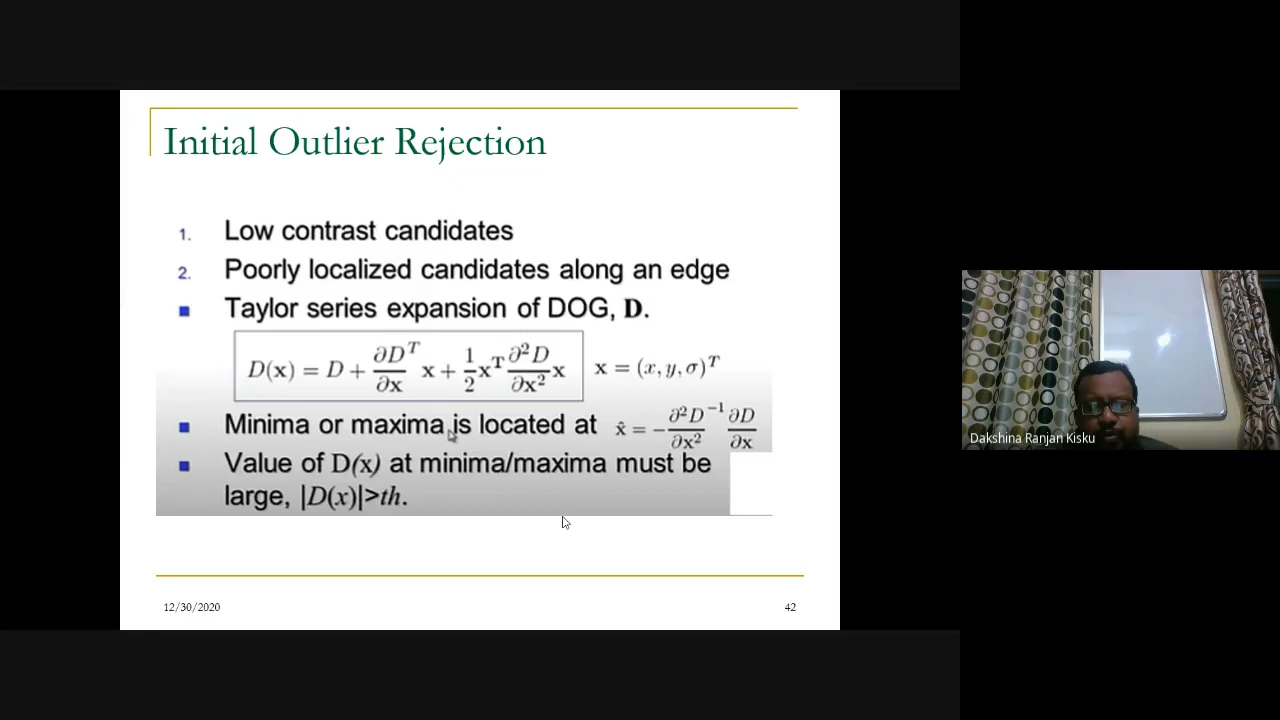 Initial Outlier Rejection
1. Low contrast candidates
2. Poorly localized candidates along an edge
■ Taylor series expansion of DOG, D.
D(x) = D + ∂D^T/∂x x + 1/2 x^T ∂²D/∂x² x   x = (x, y, σ)^T
■ Minima or maxima is located at x̂ = − ∂²D^−1/∂x² ∂D/∂x
■ Value of D(x) at minima/maxima must be
large, |D(x)|>th.
12/30/2020
42
Dakshina Ranjan Kisku